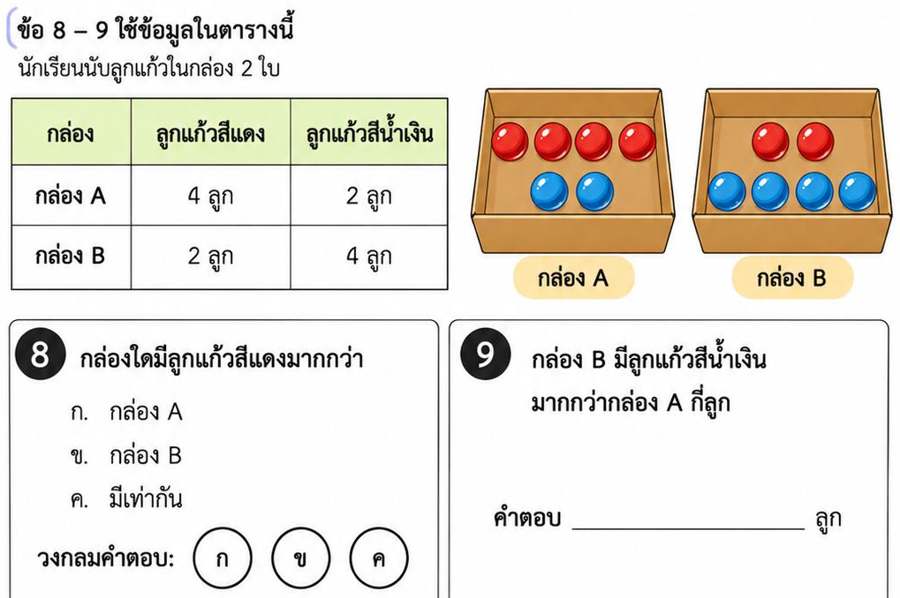 ข้อ 8 – 9 ใช้ข้อมูลในตารางนี้
นักเรียนนับลูกแก้วในกล่อง 2 ใบ
กล่อง ลูกแก้วสีแดง ลูกแก้วสีน้ำเงิน
กล่อง A 4 ลูก 2 ลูก
กล่อง B 2 ลูก 4 ลูก
กล่อง A
กล่อง B
8 กล่องใดมีลูกแก้วสีแดงมากกว่า
ก. กล่อง A
ข. กล่อง B
ค. มีเท่ากัน
วงกลมคำตอบ: ก ข ค
9 กล่อง B มีลูกแก้วสีน้ำเงิน
มากกว่ากล่อง A กี่ลูก
คำตอบ ____________________ ลูก